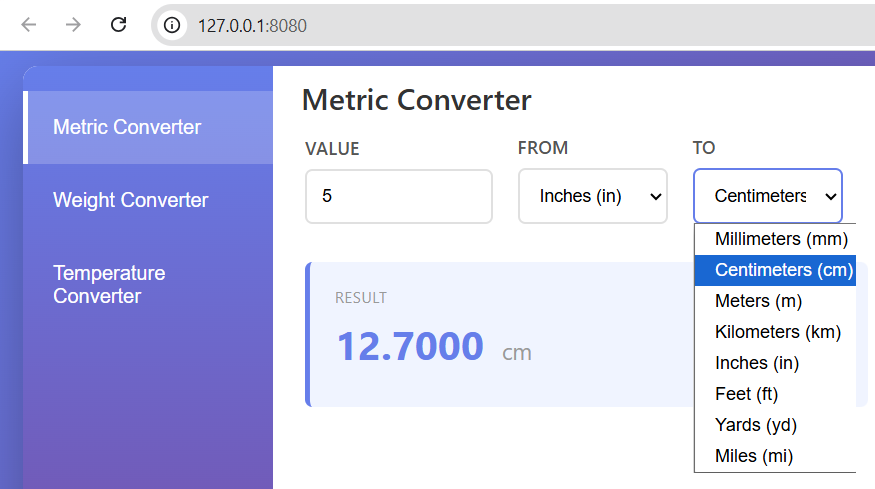 127.0.0.1:8080
Metric Converter
Weight Converter
Temperature
Converter
Metric Converter
VALUE
5
FROM
Inches (in)
TO
Centimeters
Millimeters (mm)
Centimeters (cm)
Meters (m)
Kilometers (km)
Inches (in)
Feet (ft)
Yards (yd)
Miles (mi)
RESULT
12.7000 cm